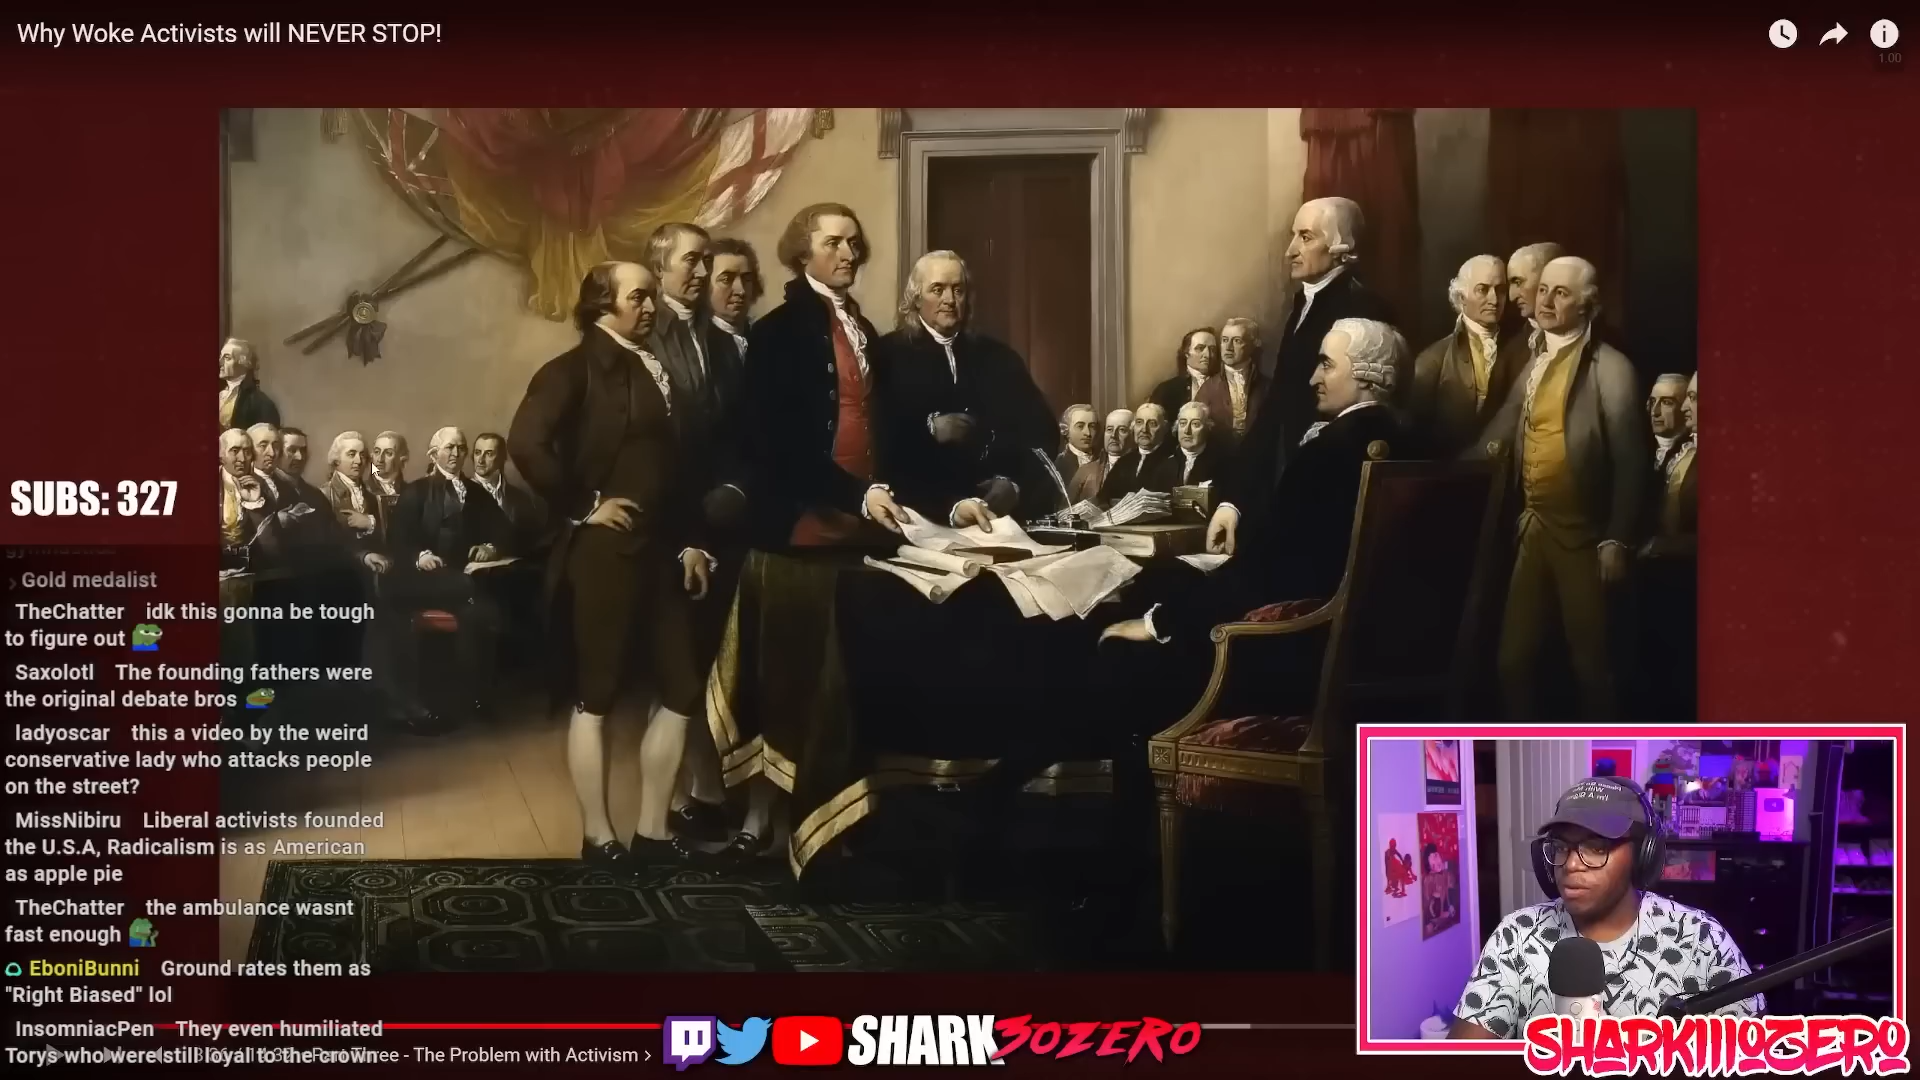 Why Woke Activists will NEVER STOP!
1.00
SUBS: 327
Gold medalist
TheChatter idk this gonna be tough
to figure out
Saxolotl The founding fathers were
the original debate bros
ladyoscar this a video by the weird
conservative lady who attacks people
on the street?
MissNibiru Liberal activists founded
the U.S.A, Radicalism is as American
as apple pie
TheChatter the ambulance wasnt
fast enough
EboniBunni Ground rates them as
"Right Biased" lol
InsomniacPen They even humiliated
Torys who were still loyal to the crown
Three - The Problem with Activism ›
SHARK3OZERO
SHARKIIIOZERO